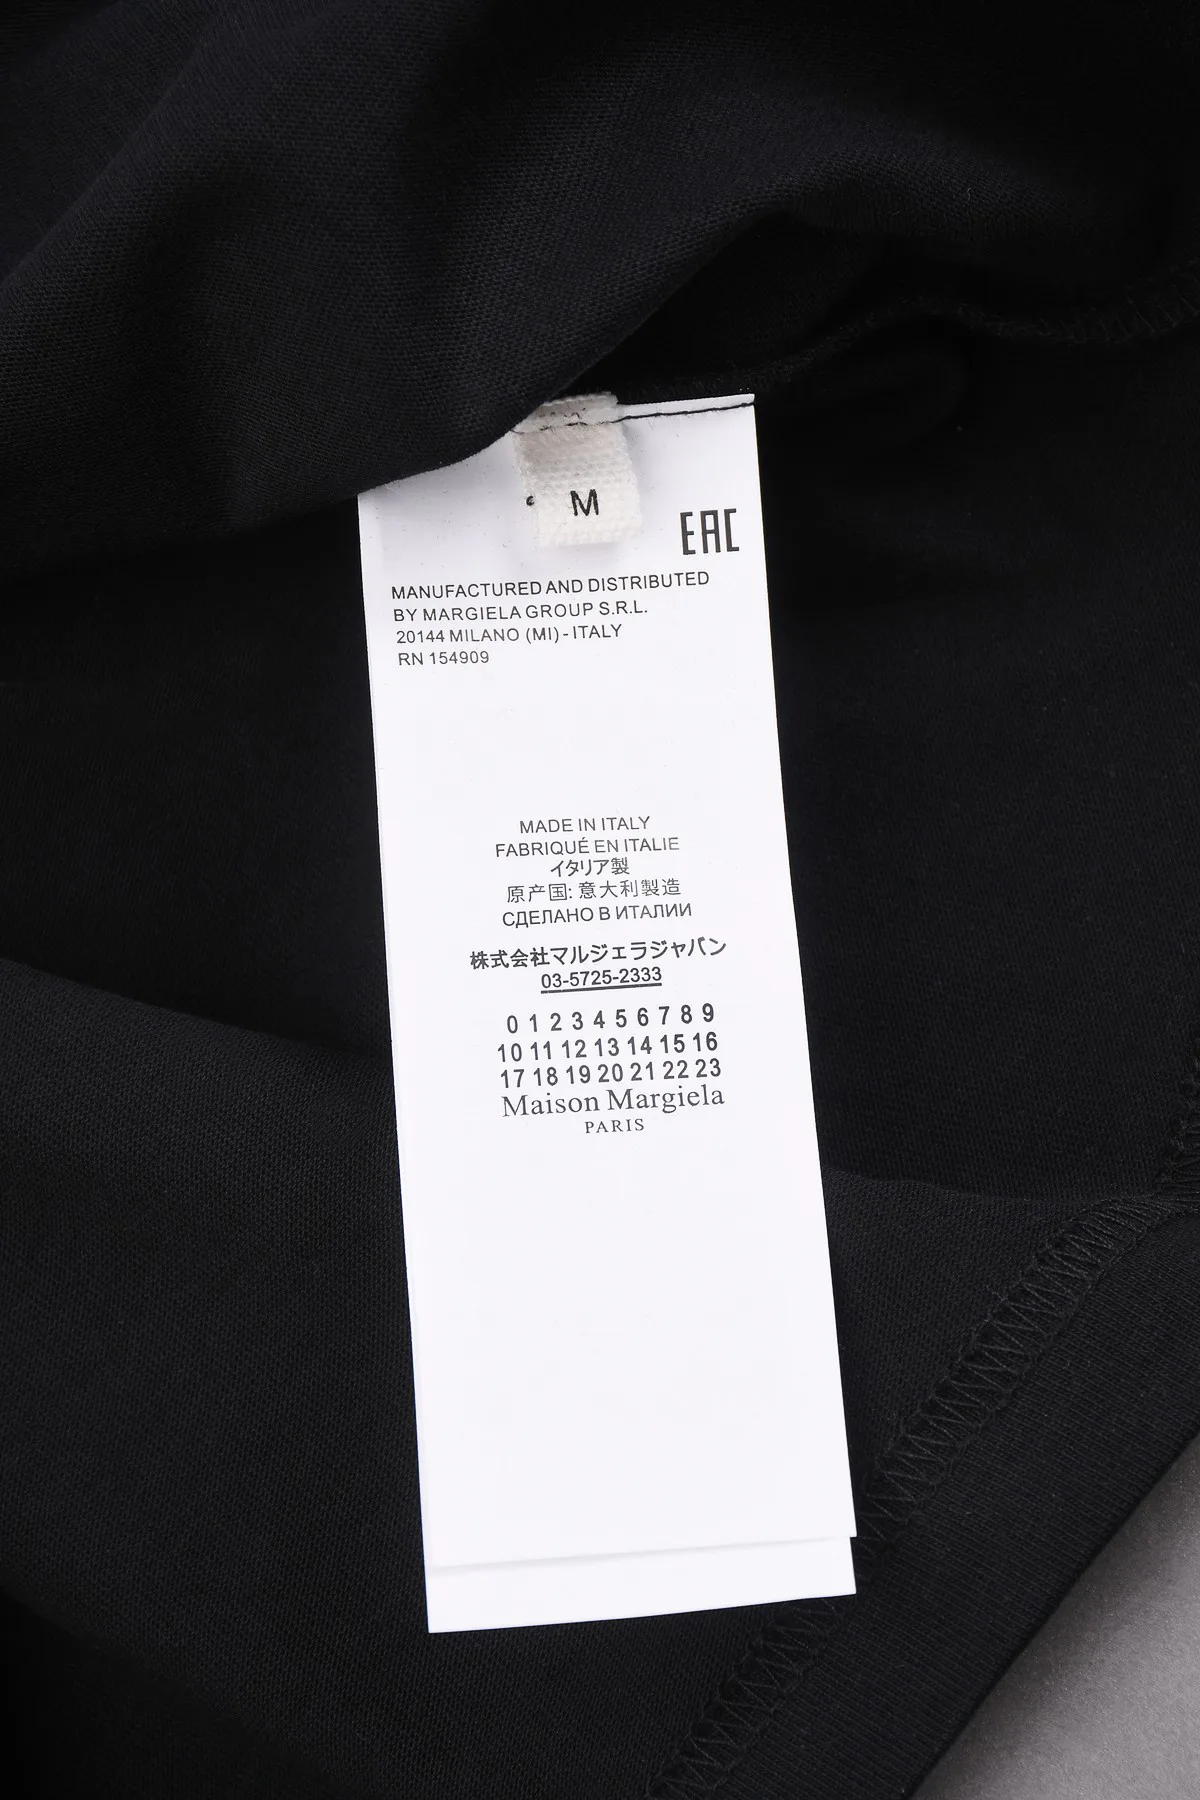 M
EAC
MANUFACTURED AND DISTRIBUTED
BY MARGIELA GROUP S.R.L.
20144 MILANO (MI) - ITALY
RN 154909
MADE IN ITALY
FABRIQUÉ EN ITALIE
イタリア製
原产国: 意大利製造
СДЕЛАНО В ИТАЛИИ
株式会社マルジェラジャパン
03-5725-2333
0 1 2 3 4 5 6 7 8 9
10 11 12 13 14 15 16
17 18 19 20 21 22 23
Maison Margiela
PARIS